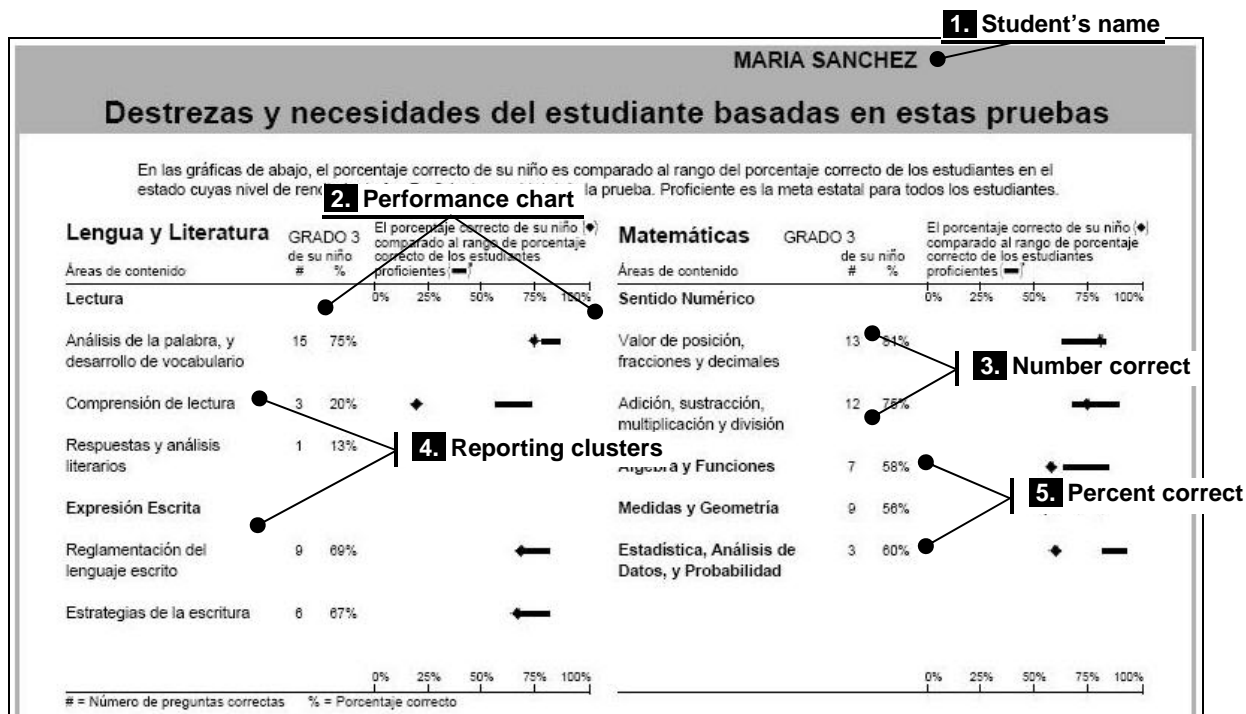 1. Student’s name
MARIA SANCHEZ
Destrezas y necesidades del estudiante basadas en estas pruebas
En las gráficas de abajo, el porcentaje correcto de su niño es comparado al rango del porcentaje correcto de los estudiantes en el
estado cuyas nivel de la prueba. Proficiente es la meta estatal para todos los estudiantes.
2. Performance chart
Lengua y Literatura
GRADO 3
de su niño
# %
El porcentaje correcto de su niño (◆)
comparado al rango de porcentaje
correcto de los estudiantes
proficientes (▬)
Áreas de contenido
0% 25% 50% 75% 100%
Lectura
Análisis de la palabra, y 15 75%
desarrollo de vocabulario
Comprensión de lectura 3 20%
Respuestas y análisis 1 13%
literarios
4. Reporting clusters
Expresión Escrita
Reglamentación del 9 69%
lenguaje escrito
Estrategias de la escritura 6 67%
0% 25% 50% 75% 100%
# = Número de preguntas correctas % = Porcentaje correcto
Matemáticas
GRADO 3
de su niño
# %
El porcentaje correcto de su niño (◆)
comparado al rango de porcentaje
correcto de los estudiantes
proficientes (▬)
Áreas de contenido
0% 25% 50% 75% 100%
Sentido Numérico
Valor de posición, 13 81%
fracciones y decimales
3. Number correct
Adición, sustracción, 12 75%
multiplicación y división
Algebra y Funciones 7 58%
5. Percent correct
Medidas y Geometría 9 56%
Estadística, Análisis de 3 60%
Datos, y Probabilidad
0% 25% 50% 75% 100%